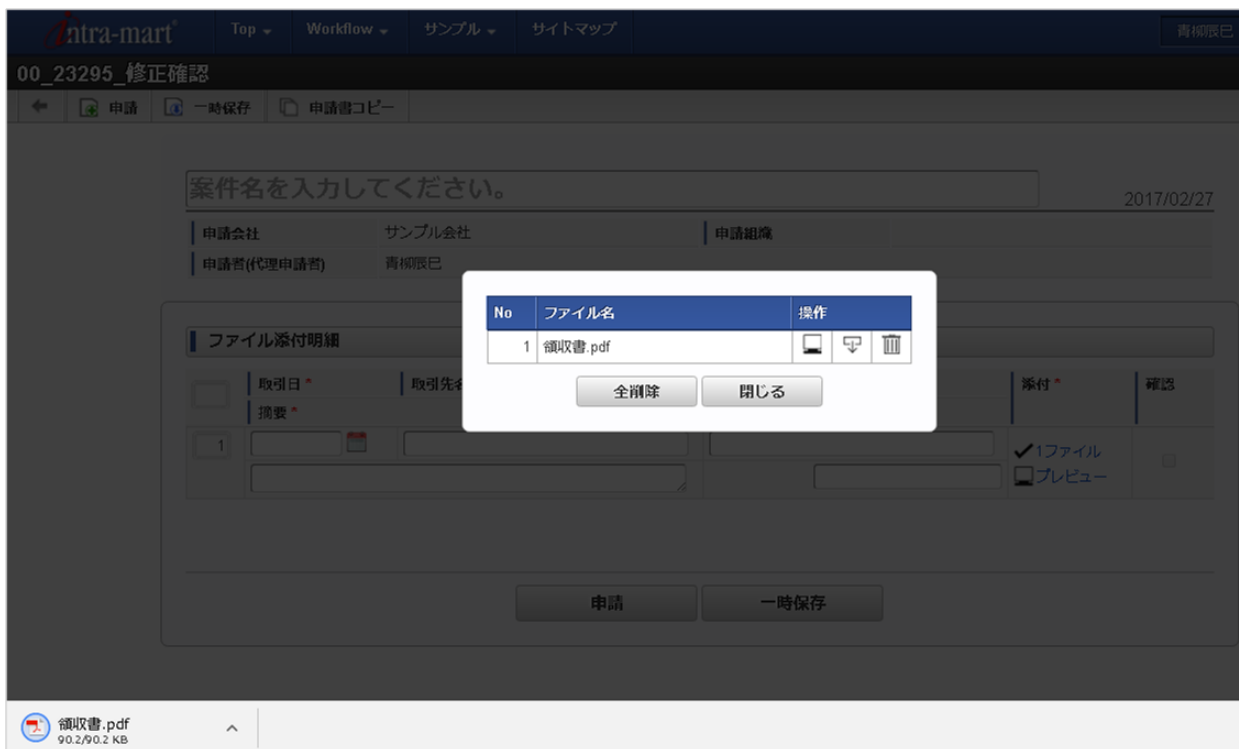 intra-mart Top Workflow サンプル サイトマップ 青柳辰巳
00_23295_修正確認
申請 一時保存 申請書コピー
案件名を入力してください。
2017/02/27
申請会社 サンプル会社 申請組織
申請者(代理申請者) 青柳辰巳
No ファイル名 操作
1 領収書.pdf
全削除 閉じる
ファイル添付明細
取引日* 取引先名 添付* 確認
摘要*
1 1ファイル
プレビュー
申請 一時保存
領収書.pdf
90.2/90.2 KB